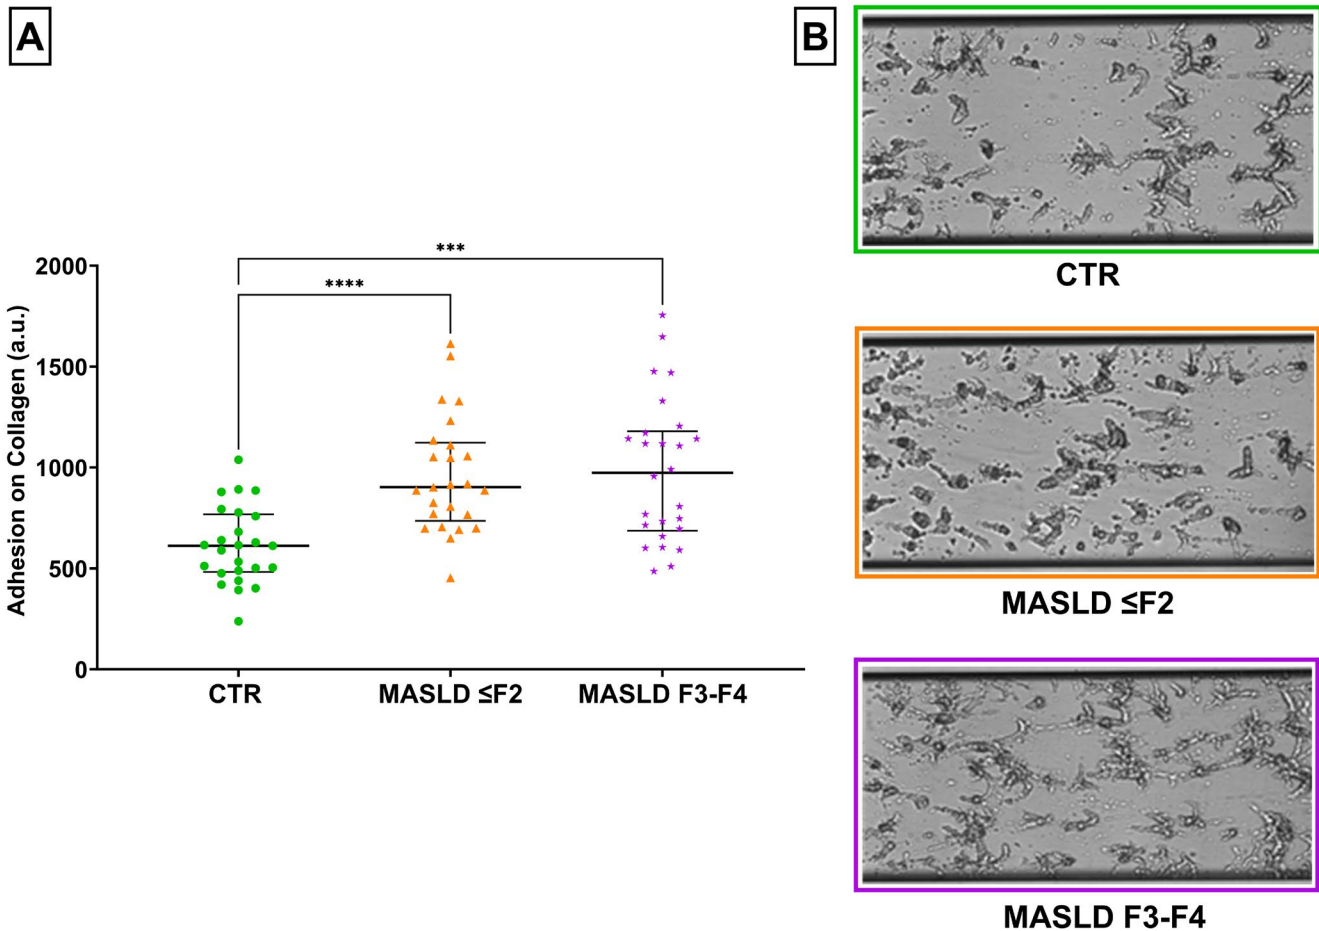 A
B
CTR
***
****
2000
1500
1000
500
0
Adhesion on Collagen (a.u.)
CTR
MASLD ≤F2
MASLD F3-F4
MASLD ≤F2
MASLD F3-F4